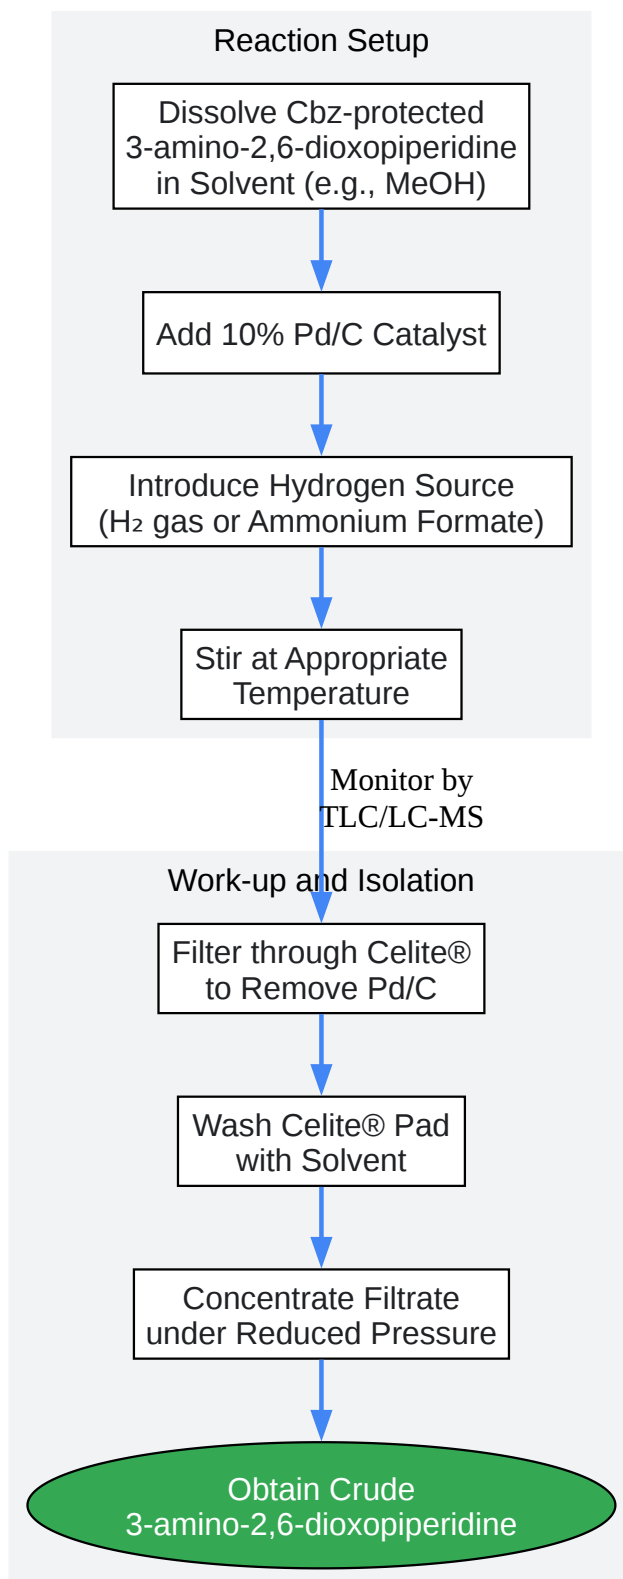 Reaction Setup
Dissolve Cbz-protected
3-amino-2,6-dioxopiperidine
in Solvent (e.g., MeOH)
Add 10% Pd/C Catalyst
Introduce Hydrogen Source
(H₂ gas or Ammonium Formate)
Stir at Appropriate
Temperature
Monitor by
TLC/LC-MS
Work-up and Isolation
Filter through Celite®
to Remove Pd/C
Wash Celite® Pad
with Solvent
Concentrate Filtrate
under Reduced Pressure
Obtain Crude
3-amino-2,6-dioxopiperidine